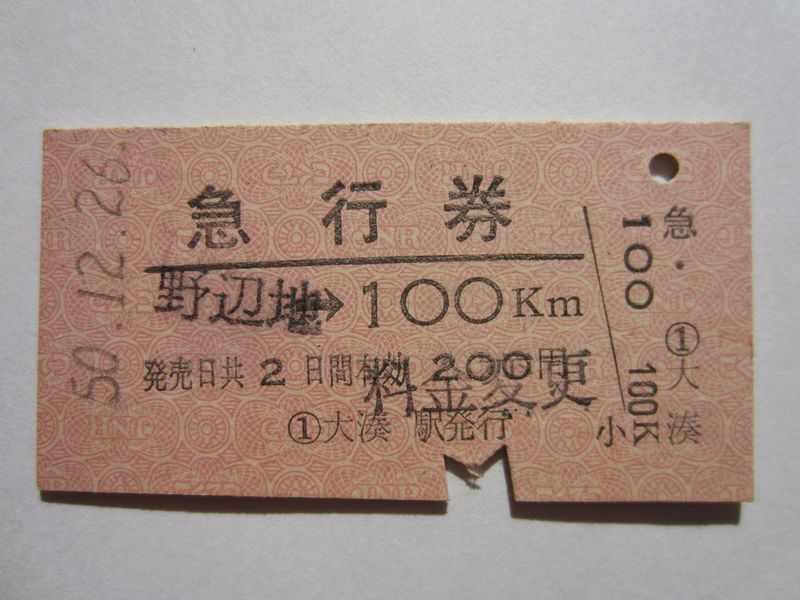 50.12.26.
急行券
野辺地→100Km
発売日共2日間有効 200円
料金変更
①大湊 駅発行
急・100
①大湊
小 100K